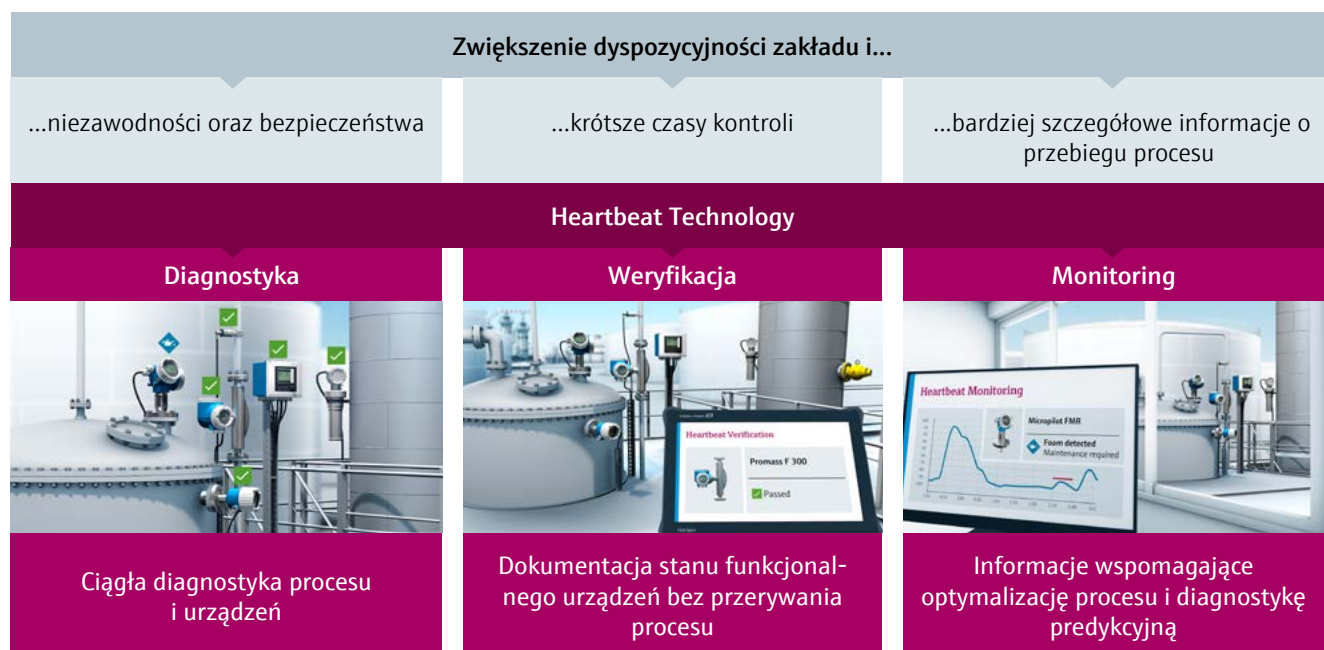 Zwiększenie dyspozycyjności zakładu i...
...niezawodności oraz bezpieczeństwa
...krótsze czasy kontroli
...bardziej szczegółowe informacje o
przebiegu procesu
Heartbeat Technology
Diagnostyka
Weryfikacja
Monitoring
Heartbeat Verification
Promass F 300
Passed
Heartbeat Monitoring
Micropilot FMR
Foam detected
Maintenance required
Ciągła diagnostyka procesu
i urządzeń
Dokumentacja stanu funkcjonal-
nego urządzeń bez przerywania
procesu
Informacje wspomagające
optymalizację procesu i diagnostykę
predykcyjną